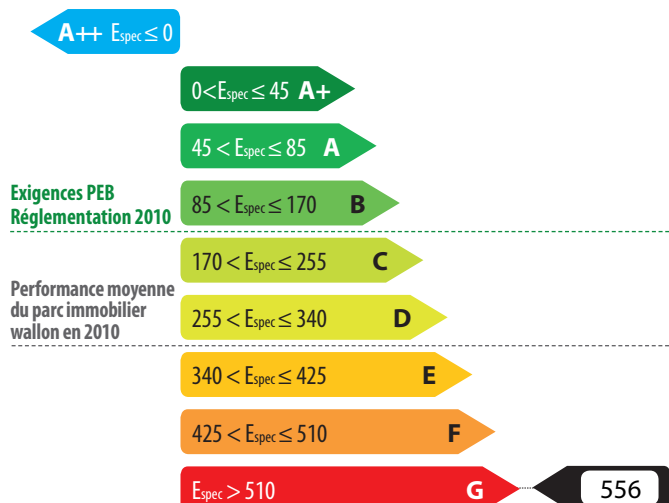 A++ Espec ≤ 0
0<Espec ≤ 45 A+
45 < Espec ≤ 85 A
Exigences PEB
Réglementation 2010
85 < Espec ≤ 170 B
170 < Espec ≤ 255 C
Performance moyenne
du parc immobilier
wallon en 2010
255 < Espec ≤ 340 D
340 < Espec ≤ 425 E
425 < Espec ≤ 510 F
Espec > 510 G
556